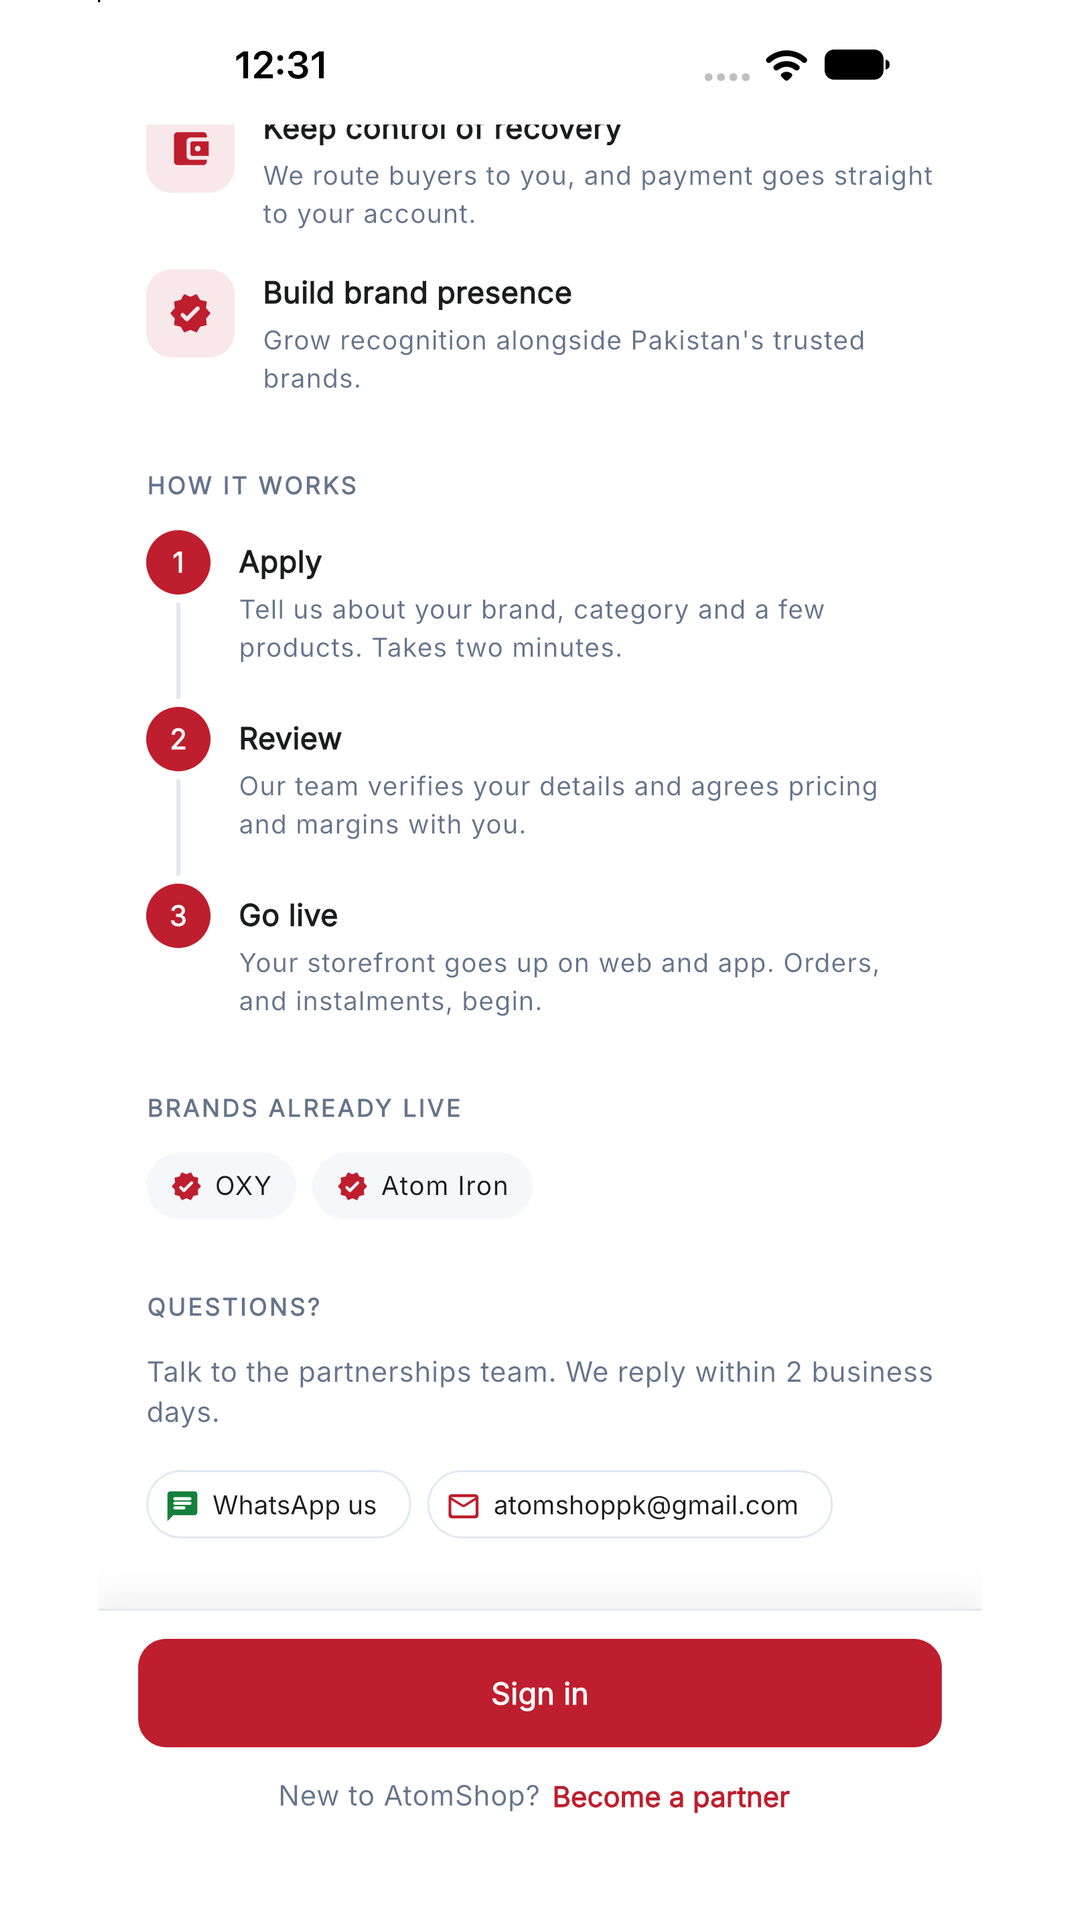 12:31
Keep control of recovery
We route buyers to you, and payment goes straight
to your account.
Build brand presence
Grow recognition alongside Pakistan's trusted
brands.
HOW IT WORKS
1
Apply
Tell us about your brand, category and a few
products. Takes two minutes.
2
Review
Our team verifies your details and agrees pricing
and margins with you.
3
Go live
Your storefront goes up on web and app. Orders,
and instalments, begin.
BRANDS ALREADY LIVE
OXY
Atom Iron
QUESTIONS?
Talk to the partnerships team. We reply within 2 business
days.
WhatsApp us
atomshoppk@gmail.com
Sign in
New to AtomShop? Become a partner